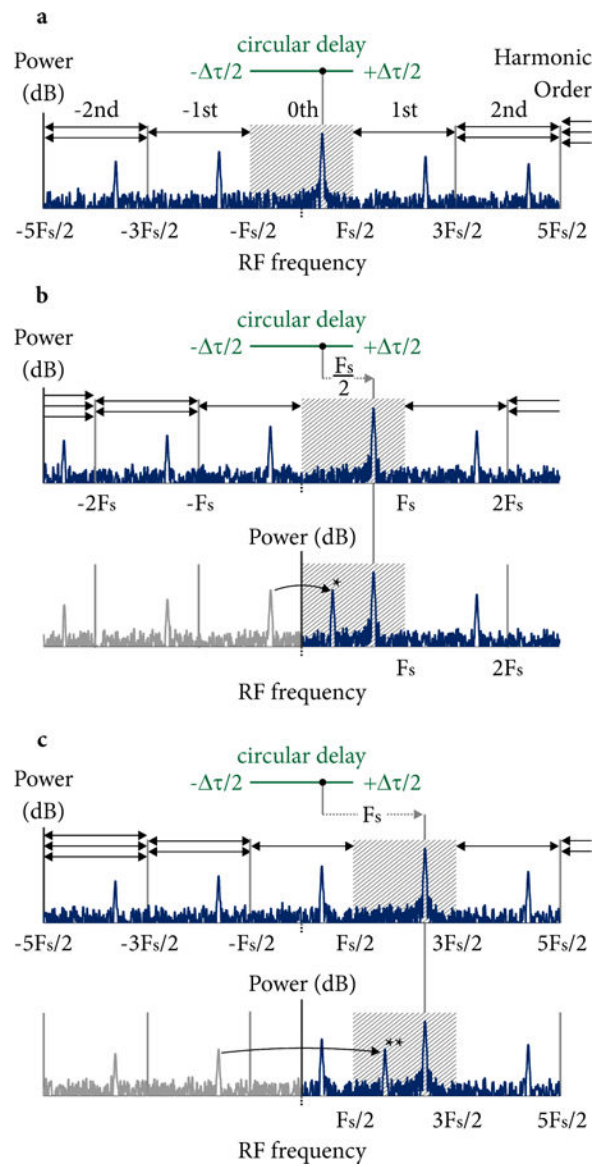 a
circular delay
Power (dB)
-Δτ/2
+Δτ/2
Harmonic Order
-2nd -1st 0th 1st 2nd
-5Fs/2 -3Fs/2 -Fs/2 Fs/2 3Fs/2 5Fs/2
RF frequency
b
circular delay
Power (dB)
-Δτ/2
+Δτ/2
Fs/2
-2Fs -Fs Fs 2Fs
Power (dB)
*
Fs 2Fs
RF frequency
c
circular delay
Power (dB)
-Δτ/2
+Δτ/2
Fs
-5Fs/2 -3Fs/2 -Fs/2 Fs/2 3Fs/2 5Fs/2
Power (dB)
**
Fs/2 3Fs/2 5Fs/2
RF frequency